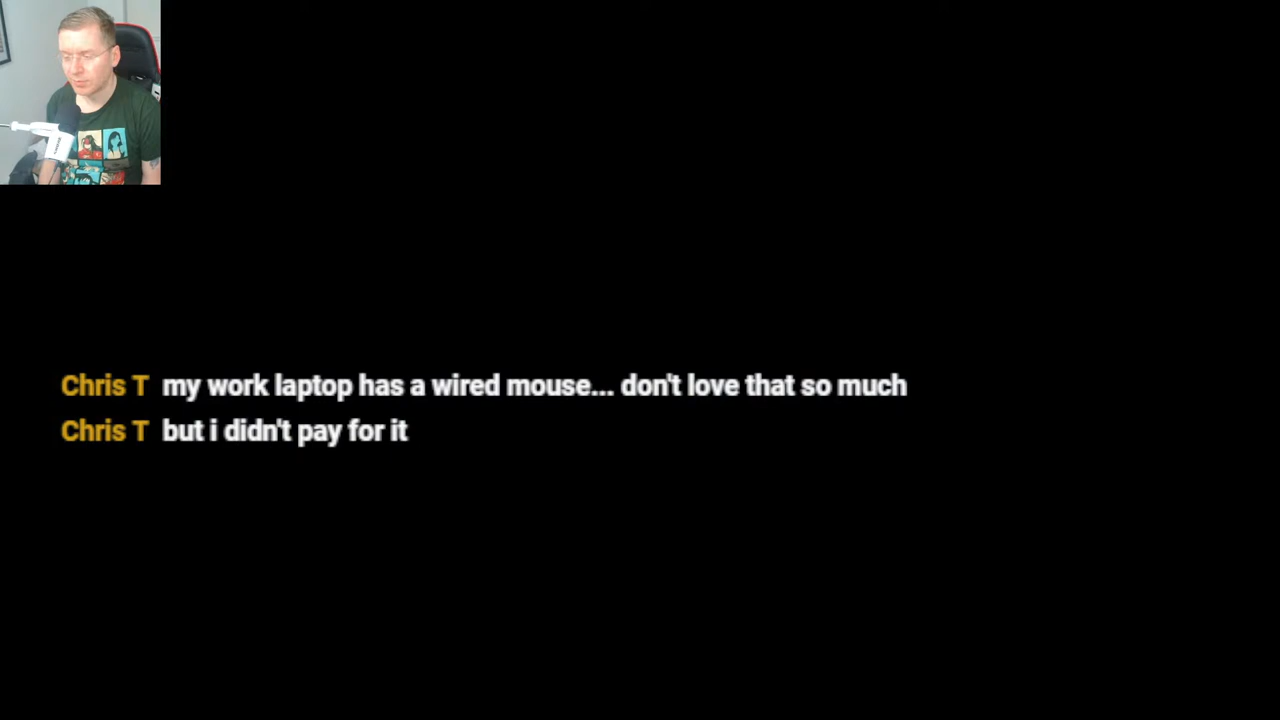 Chris T my work laptop has a wired mouse... don't love that so much
Chris T but i didn't pay for it